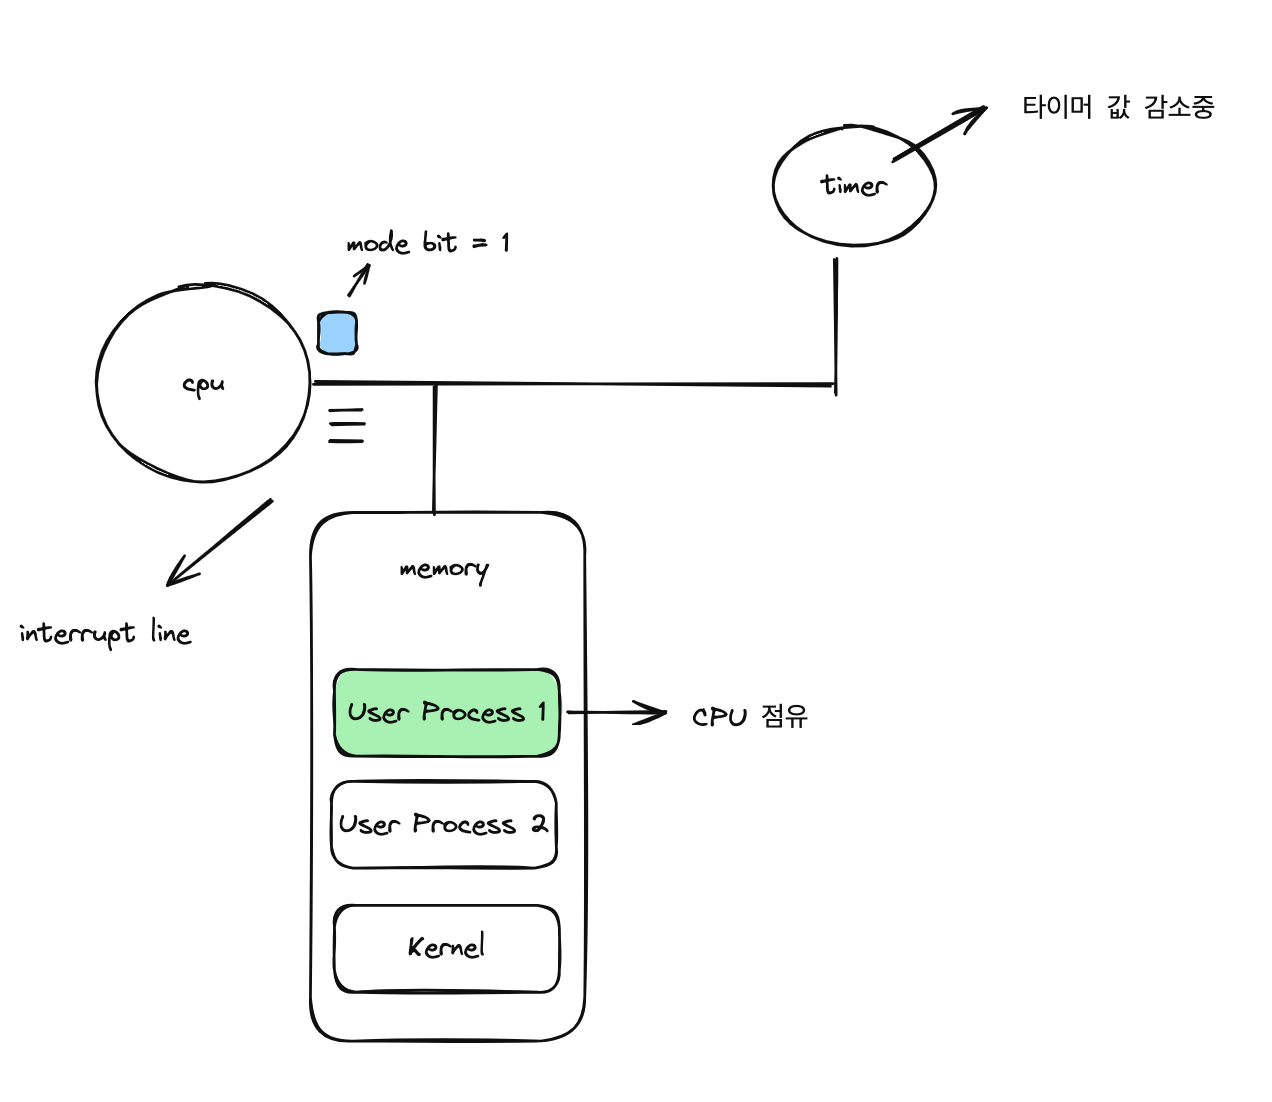 타이머 값 감소중
timer
mode bit = 1
cpu
interrupt line
memory
User Process 1
CPU 점유
User Process 2
Kernel